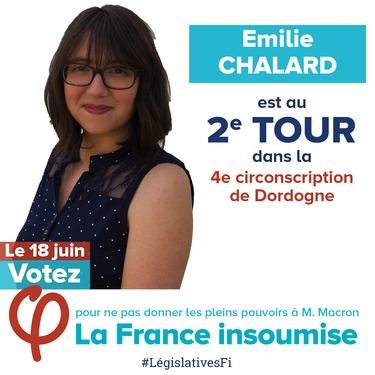 Emilie
CHALARD
est au
2e TOUR
dans la
4e circonscription
de Dordogne
Le 18 juin
Votez
pour ne pas donner les pleins pouvoirs à M. Macron
La France insoumise
#LégislativesFi